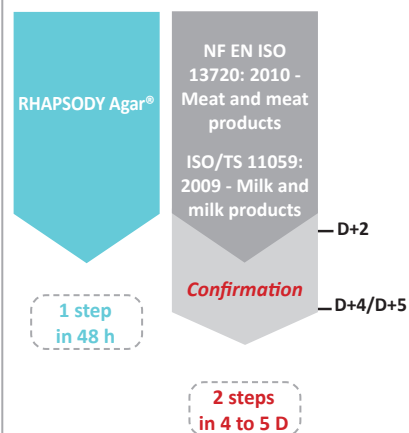 RHAPSODY Agar®
NF EN ISO
13720: 2010 -
Meat and meat
products
ISO/TS 11059:
2009 - Milk and
milk products
D+2
Confirmation
D+4/D+5
1 step
in 48 h
2 steps
in 4 to 5 D